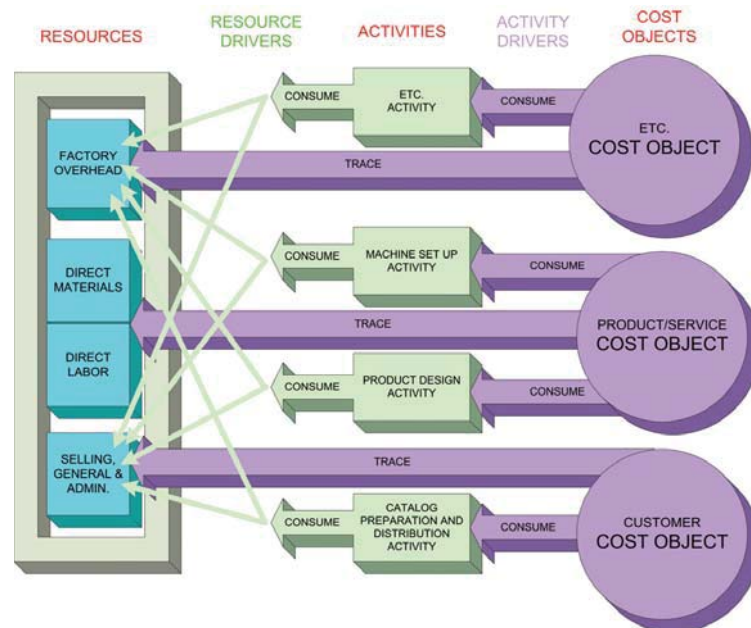 RESOURCES
RESOURCE
DRIVERS
ACTIVITIES
ACTIVITY
DRIVERS
COST
OBJECTS
CONSUME
ETC.
ACTIVITY
CONSUME
ETC.
COST OBJECT
FACTORY
OVERHEAD
TRACE
DIRECT
MATERIALS
CONSUME
MACHINE SET UP
ACTIVITY
CONSUME
TRACE
PRODUCT/SERVICE
COST OBJECT
DIRECT
LABOR
CONSUME
PRODUCT DESIGN
ACTIVITY
CONSUME
SELLING,
GENERAL &
ADMIN.
TRACE
CONSUME
CATALOG
PREPARATION AND
DISTRIBUTION
ACTIVITY
CONSUME
CUSTOMER
COST OBJECT